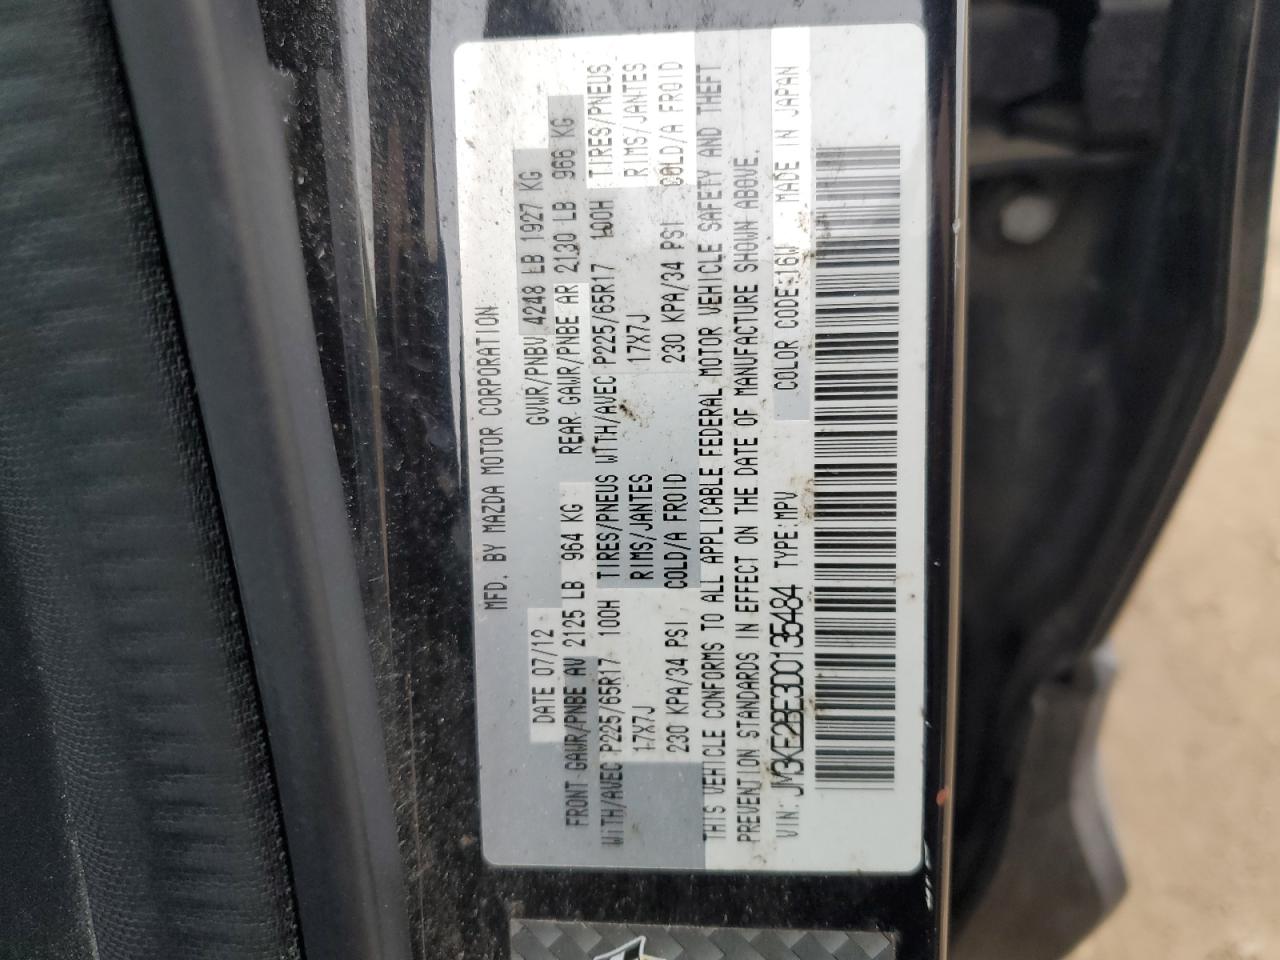 MFD. BY MAZDA MOTOR CORPORATION
DATE 07/12 GVWR/PNBV 4248 LB 1927 KG
FRONT GAWR/PNBE AV 2125 LB 964 KG REAR GAWR/PNBE AR 2130 LB 966 KG
WITH/AVEC P225/65R17 100H TIRES/PNEUS WITH/AVEC P225/65R17 100H TIRES/PNEUS
17X7J RIMS/JANTES 17X7J RIMS/JANTES
230 KPA/34 PSI COLD/A FROID 230 KPA/34 PSI COLD/A FROID
THIS VEHICLE CONFORMS TO ALL APPLICABLE FEDERAL MOTOR VEHICLE SAFETY AND THEFT
PREVENTION STANDARDS IN EFFECT ON THE DATE OF MANUFACTURE SHOWN ABOVE.
VIN: JM3KE2BE3D0135484 TYPE:MPV COLOR CODE:16W MADE IN JAPAN